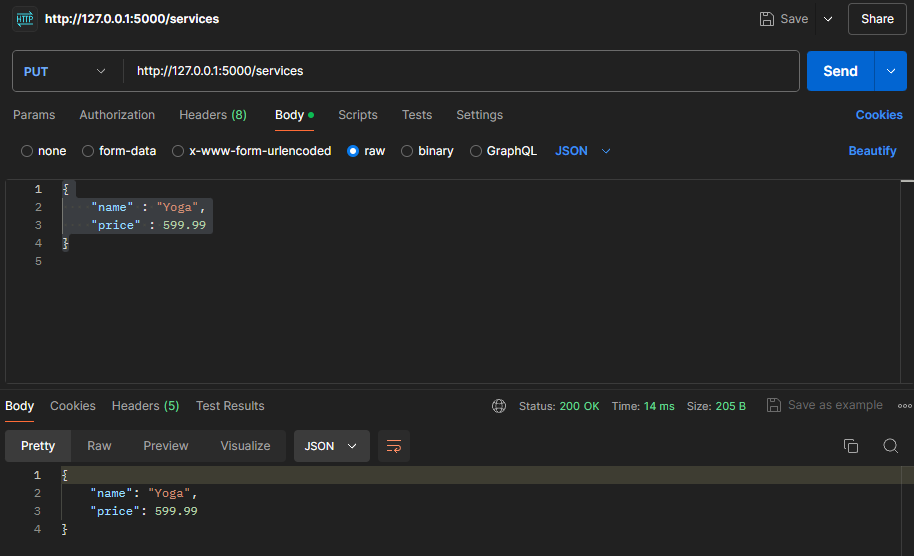 HTTP http://127.0.0.1:5000/services Save Share
PUT http://127.0.0.1:5000/services Send
Params Authorization Headers (8) Body Scripts Tests Settings Cookies
none form-data x-www-form-urlencoded raw binary GraphQL JSON Beautify
1 {
2 "name" : "Yoga",
3 "price" : 599.99
4 }
5
Body Cookies Headers (5) Test Results Status: 200 OK Time: 14 ms Size: 205 B Save as example
Pretty Raw Preview Visualize JSON
1 {
2 "name": "Yoga",
3 "price": 599.99
4 }